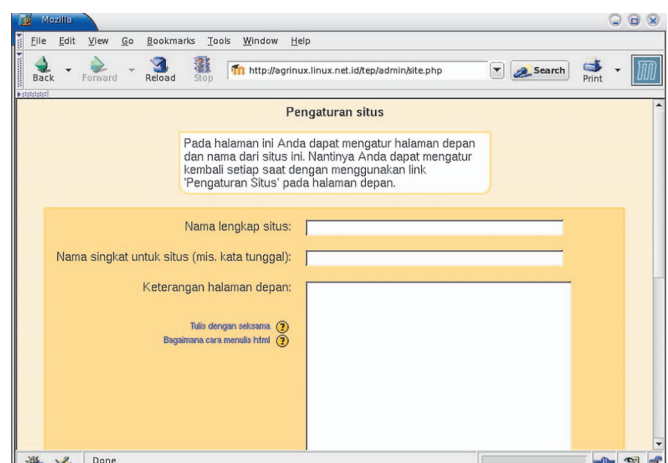 Mozilla
File Edit View Go Bookmarks Tools Window Help
Back Forward Reload Stop http://agrinux.linux.net.id/tep/admin/site.php Search Print
Pengaturan situs
Pada halaman ini Anda dapat mengatur halaman depan
dan nama dari situs ini. Nantinya Anda dapat mengatur
kembali setiap saat dengan menggunakan link
'Pengaturan Situs' pada halaman depan.
Nama lengkap situs:
Nama singkat untuk situs (mis. kata tunggal):
Keterangan halaman depan:
Tulis dengan seksama ?
Bagaimana cara menulis html ?
Done